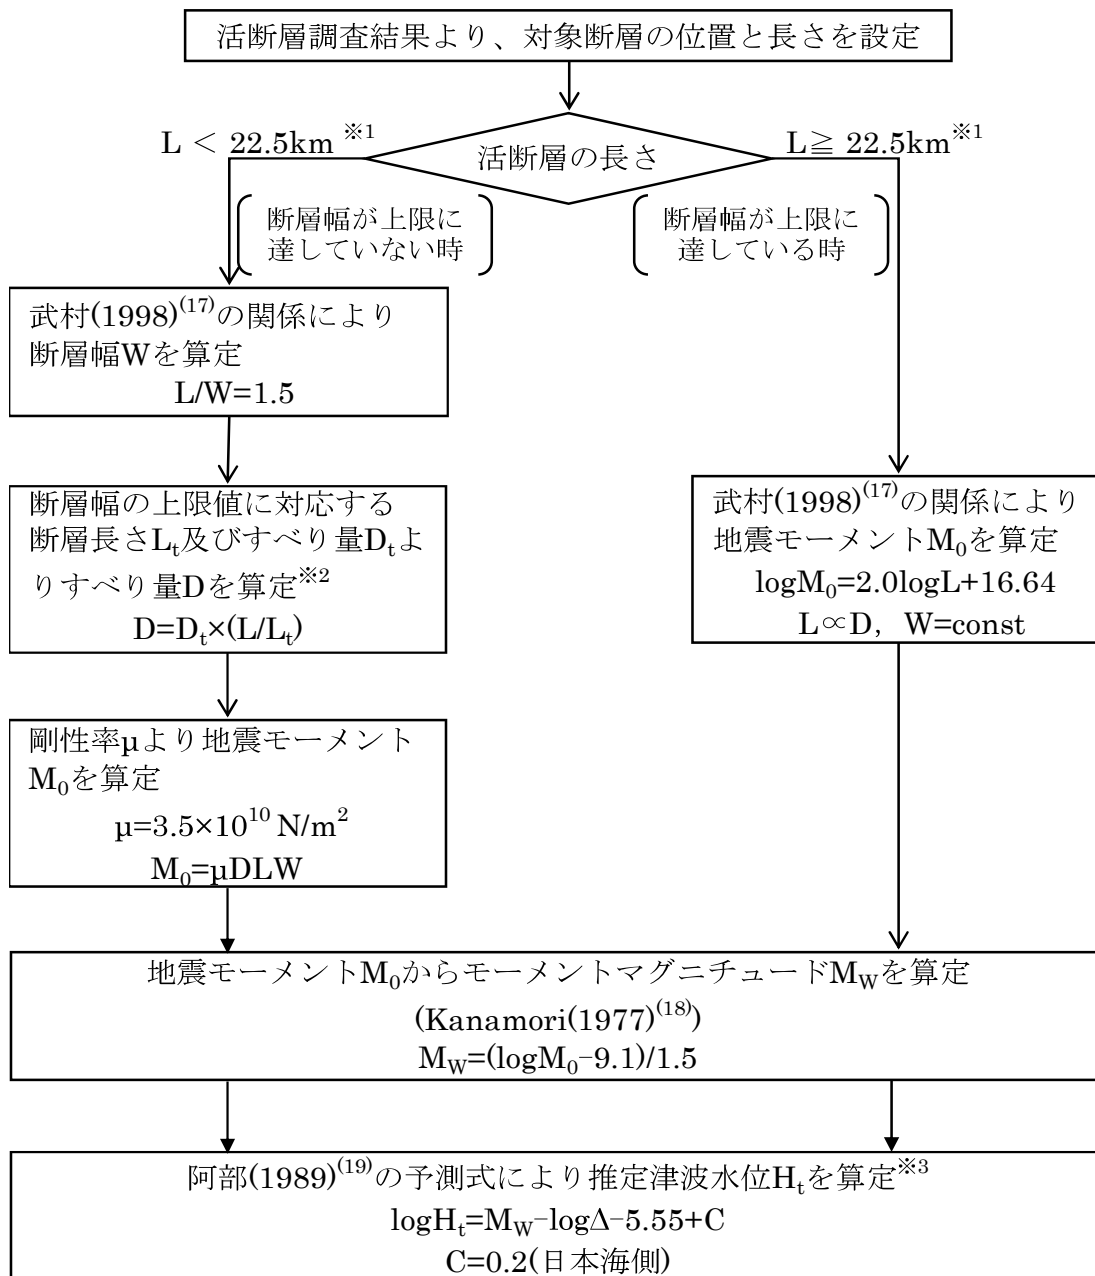 活断層調査結果より、対象断層の位置と長さを設定
L < 22.5km ※1
活断層の長さ
L≧ 22.5km※1
断層幅が上限に
達していない時
断層幅が上限に
達している時
武村(1998)(17)の関係により
断層幅Wを算定
L/W=1.5
断層幅の上限値に対応する
断層長さLt及びすべり量Dtよ
りすべり量Dを算定※2
D=Dt×(L/Lt)
剛性率μより地震モーメント
M0を算定
μ=3.5×1010 N/m2
M0=μDLW
武村(1998)(17)の関係により
地震モーメントM0を算定
logM0=2.0logL+16.64
L∝D, W=const
地震モーメントM0からモーメントマグニチュードMWを算定
(Kanamori(1977)(18))
MW=(logM0−9.1)/1.5
阿部(1989)(19)の予測式により推定津波水位Htを算定※3
logHt=MW−logΔ−5.55+C
C=0.2(日本海側)